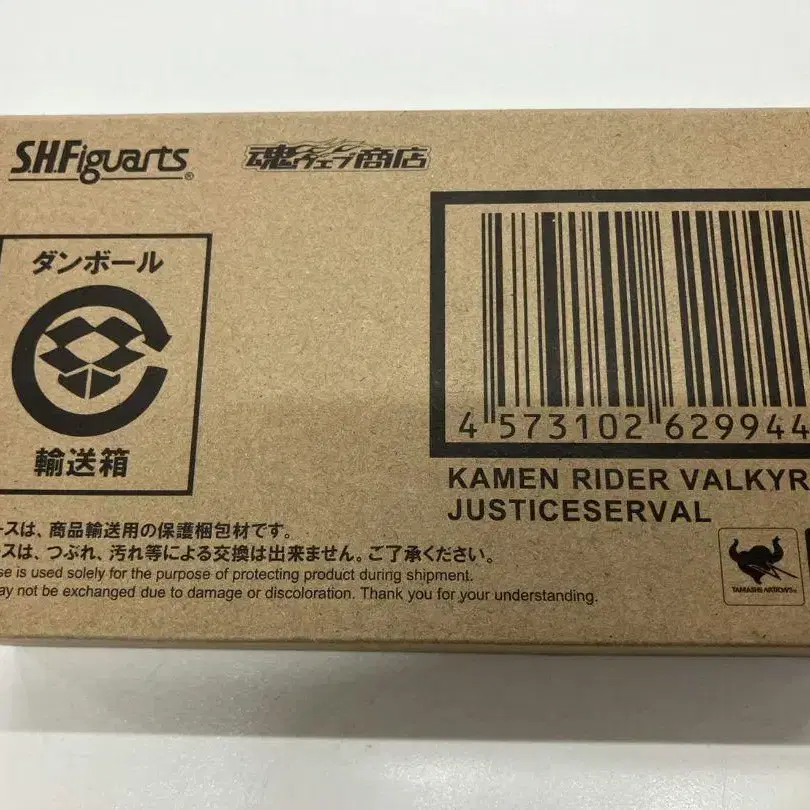 S.H.Figuarts®
魂ウェブ商店
ダンボール
輸送箱
4 573102 62994
KAMEN RIDER VALKYR
JUSTICESERVAL
ースは、商品輸送用の保護梱包材です。
スは、つぶれ、汚れ等による交換は出来ません。ご了承ください。
se is used solely for the purpose of protecting product during shipment.
ay not be exchanged due to damage or discoloration. Thank you for your understanding.
TAMASHII NATIONS